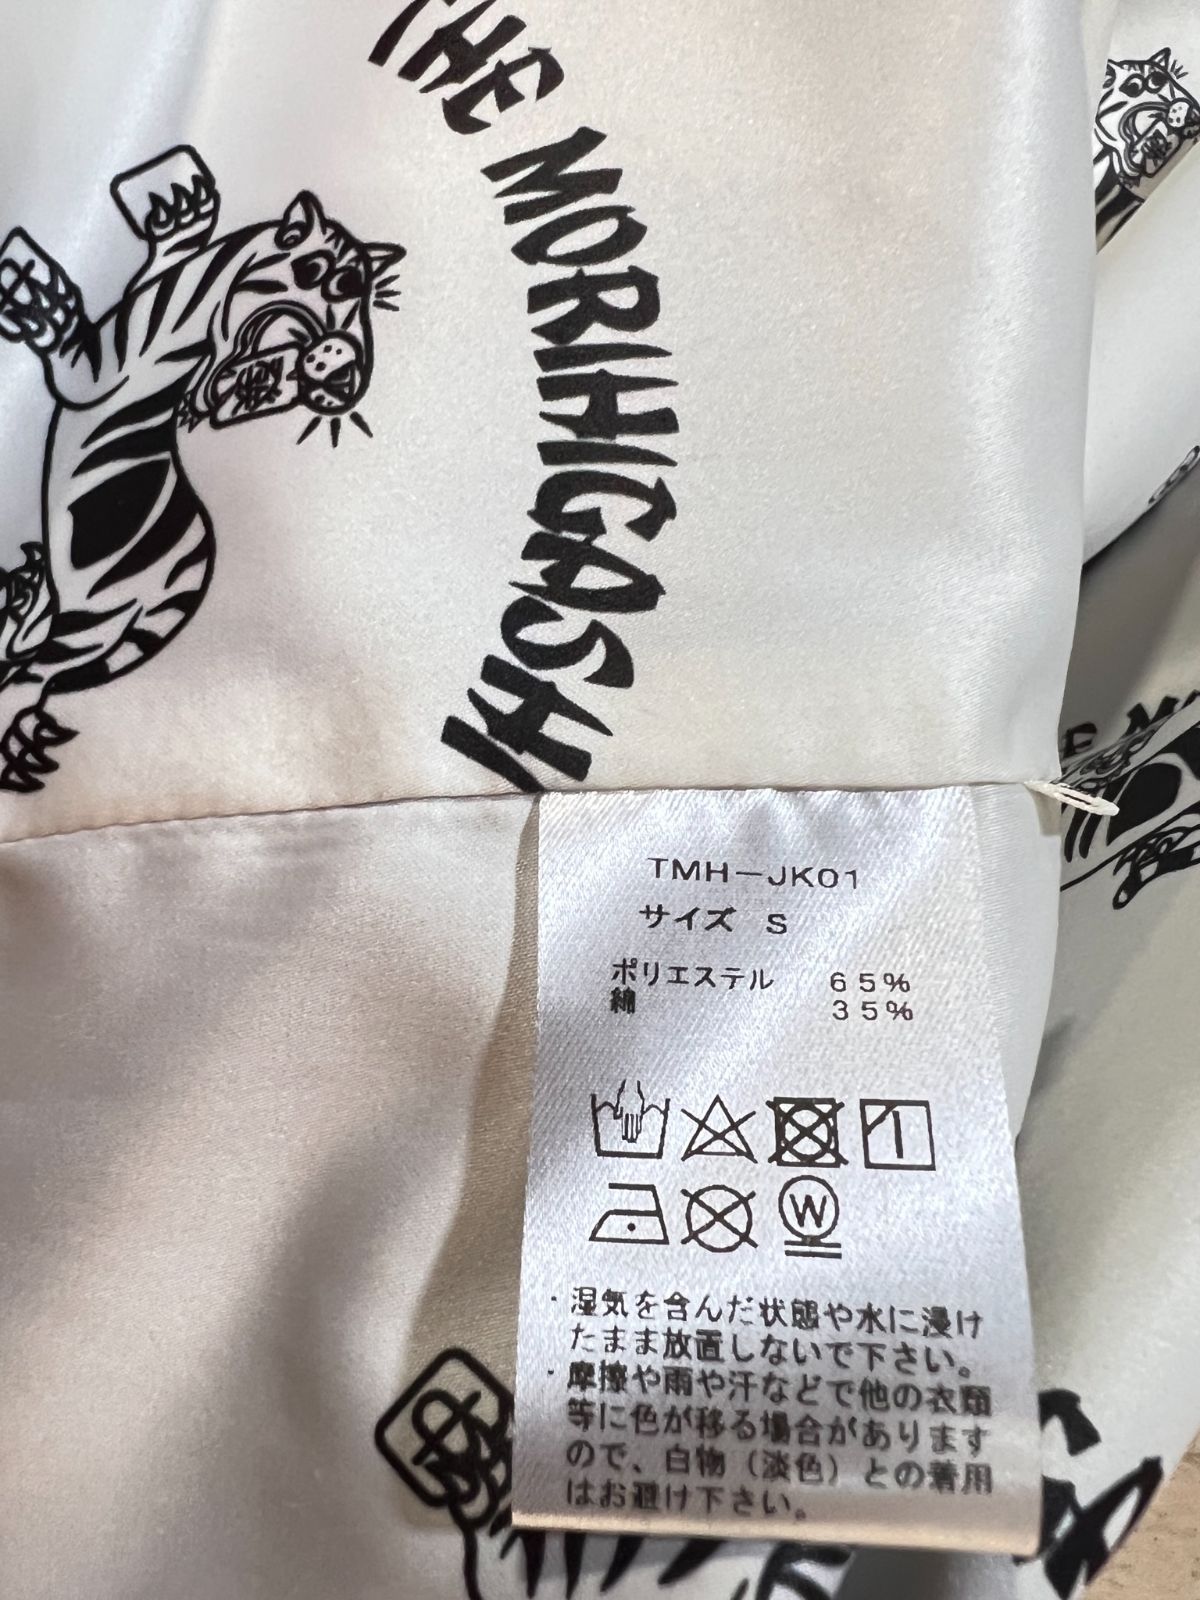 THE MORIHIGASHI
E M
TMH-JK01
サイズ S
ポリエステル 65%
綿 35%
W
・湿気を含んだ状態や水に浸け
たまま放置しないで下さい。
・摩擦や雨や汗などで他の衣類
等に色が移る場合があります
ので、白物（淡色）との着用
はお避け下さい。